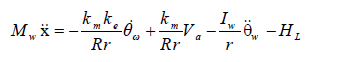 M_w ẍ = −(k_m k_e / Rr) θ̇_ω + (k_m / Rr) V_a − (I_w / r) θ̈_w − H_L